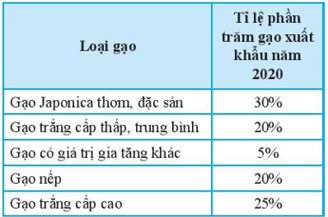 Loại gạo
Tỉ lệ phần
trăm gạo xuất
khẩu năm
2020
Gạo Japonica thơm, đặc sản 30%
Gạo trắng cấp thấp, trung bình 20%
Gạo có giá trị gia tăng khác 5%
Gạo nếp 20%
Gạo trắng cấp cao 25%